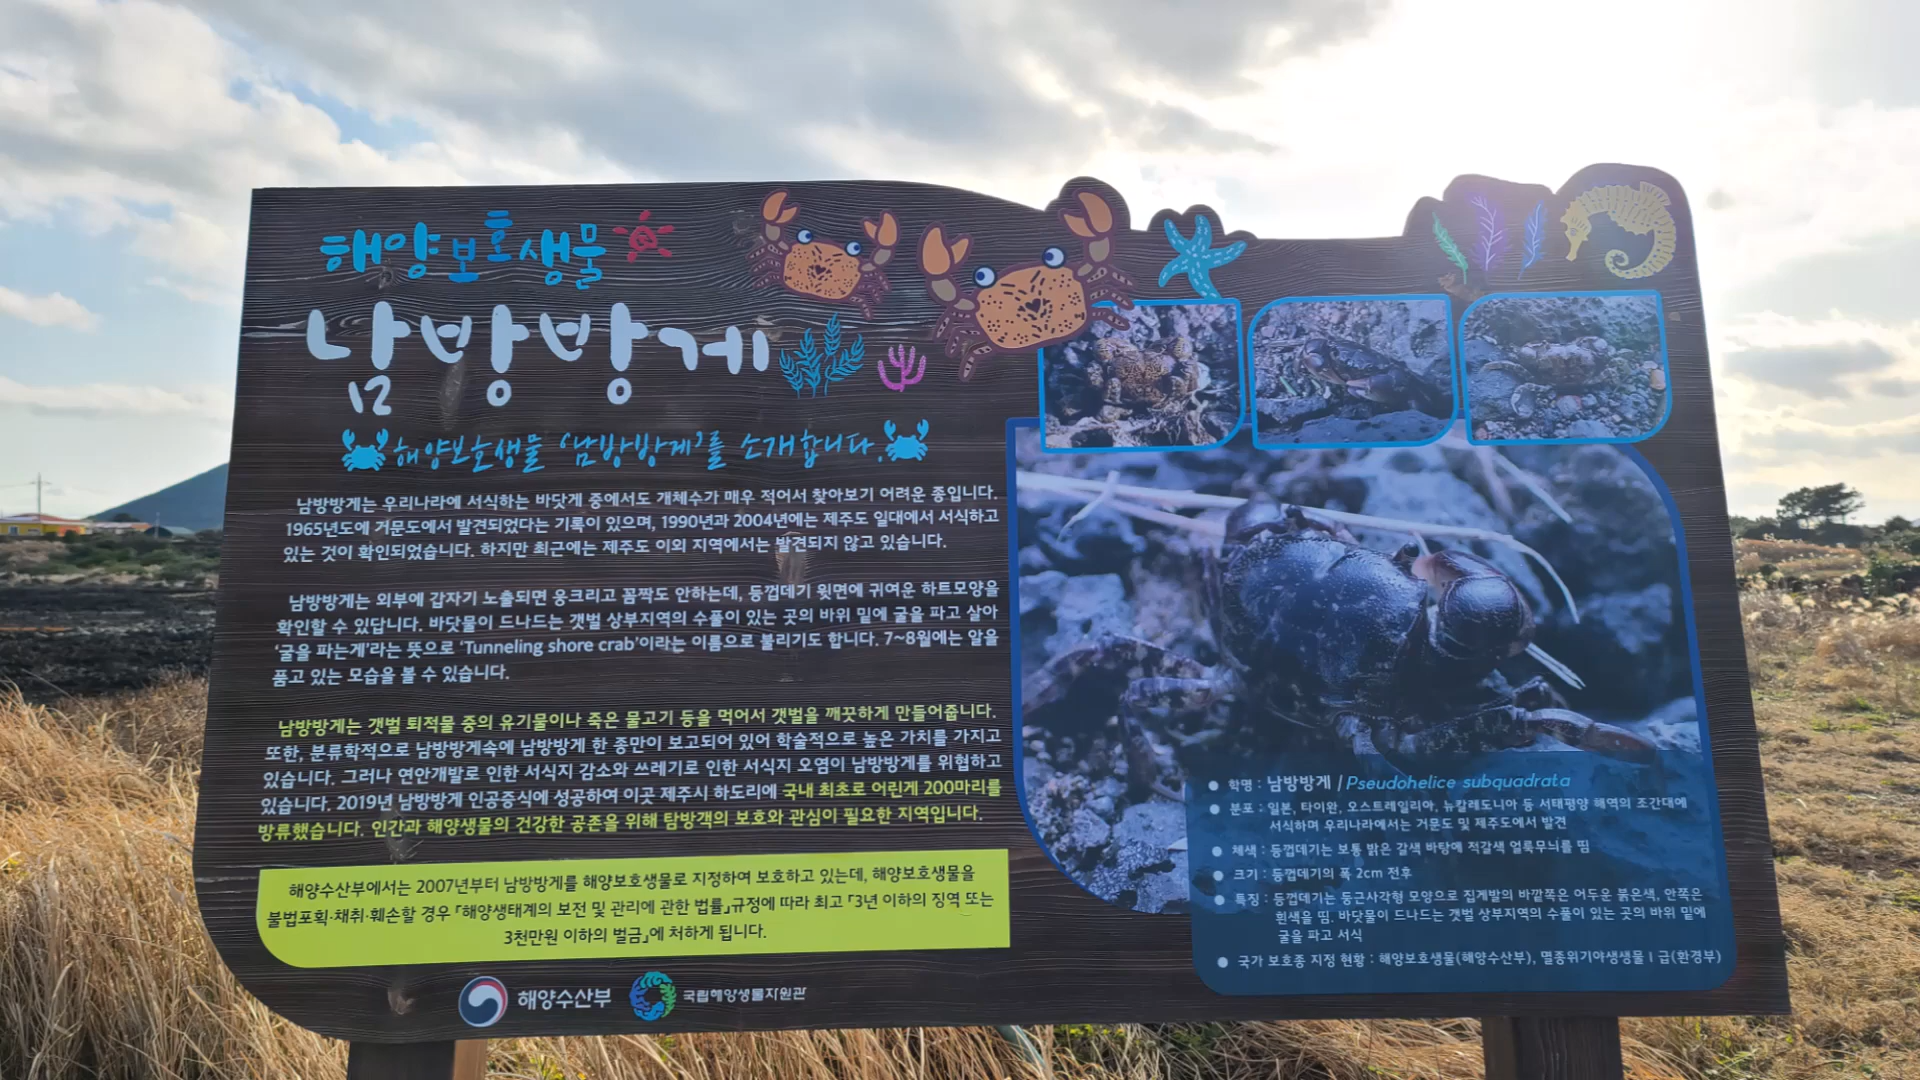 해양보호생물
남방방게
해양보호생물 '남방방게'를 소개합니다.
남방방게는 우리나라에 서식하는 바닷게 중에서도 개체수가 매우 적어서 찾아보기 어려운 종입니다.
1965년도에 거문도에서 발견되었다는 기록이 있으며, 1990년과 2004년에는 제주도 일대에서 서식하고
있는 것이 확인되었습니다. 하지만 최근에는 제주도 이외 지역에서는 발견되지 않고 있습니다.
남방방게는 외부에 갑자기 노출되면 웅크리고 꼼짝도 안하는데, 등껍데기 윗면에 귀여운 하트모양을
확인할 수 있답니다. 바닷물이 드나드는 갯벌 상부지역의 수풀이 있는 곳의 바위 밑에 굴을 파고 살아
'굴을 파는게'라는 뜻으로 'Tunneling shore crab'이라는 이름으로 불리기도 합니다. 7~8월에는 알을
품고 있는 모습을 볼 수 있습니다.
남방방게는 갯벌 퇴적물 중의 유기물이나 죽은 물고기 등을 먹어서 갯벌을 깨끗하게 만들어줍니다.
또한, 분류학적으로 남방방게속에 남방방게 한 종만이 보고되어 있어 학술적으로 높은 가치를 가지고
있습니다. 그러나 연안개발로 인한 서식지 감소와 쓰레기로 인한 서식지 오염이 남방방게를 위협하고
있습니다. 2019년 남방방게 인공증식에 성공하여 이곳 제주시 하도리에 국내 최초로 어린게 200마리를
방류했습니다. 인간과 해양생물의 건강한 공존을 위해 탐방객의 보호와 관심이 필요한 지역입니다.
해양수산부에서는 2007년부터 남방방게를 해양보호생물로 지정하여 보호하고 있는데, 해양보호생물을
불법포획·채취·훼손할 경우 「해양생태계의 보전 및 관리에 관한 법률」규정에 따라 최고 「3년 이하의 징역 또는
3천만원 이하의 벌금」에 처하게 됩니다.
해양수산부
국립해양생물자원관
● 학명 : 남방방게 / Pseudohelice subquadrata
● 분포 : 일본, 타이완, 오스트레일리아, 뉴칼레도니아 등 서태평양 해역의 조간대에
서식하며 우리나라에서는 거문도 및 제주도에서 발견
● 체색 : 등껍데기는 보통 밝은 갈색 바탕에 적갈색 얼룩무늬를 띰
● 크기 : 등껍데기의 폭 2cm 전후
● 특징 : 등껍데기는 둥근사각형 모양으로 집게발의 바깥쪽은 어두운 붉은색, 안쪽은
흰색을 띰. 바닷물이 드나드는 갯벌 상부지역의 수풀이 있는 곳의 바위 밑에
굴을 파고 서식
● 국가 보호종 지정 현황 : 해양보호생물(해양수산부), 멸종위기야생생물 I 급(환경부)